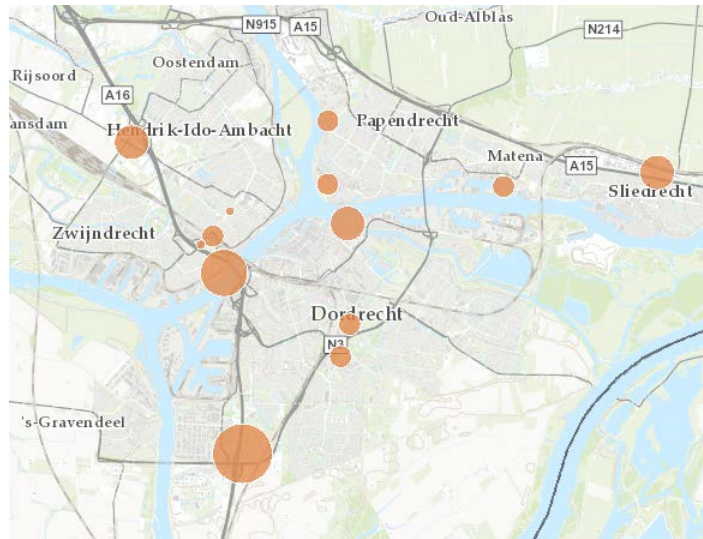 Oud-Alblas
N915
A15
N214
Oostendam
Rijsoord
A16
ansdam
Hendrik-Ido-Ambacht
Papendrecht
Matena
A15
Sliedrecht
Zwijndrecht
Dordrecht
N3
's-Gravendeel